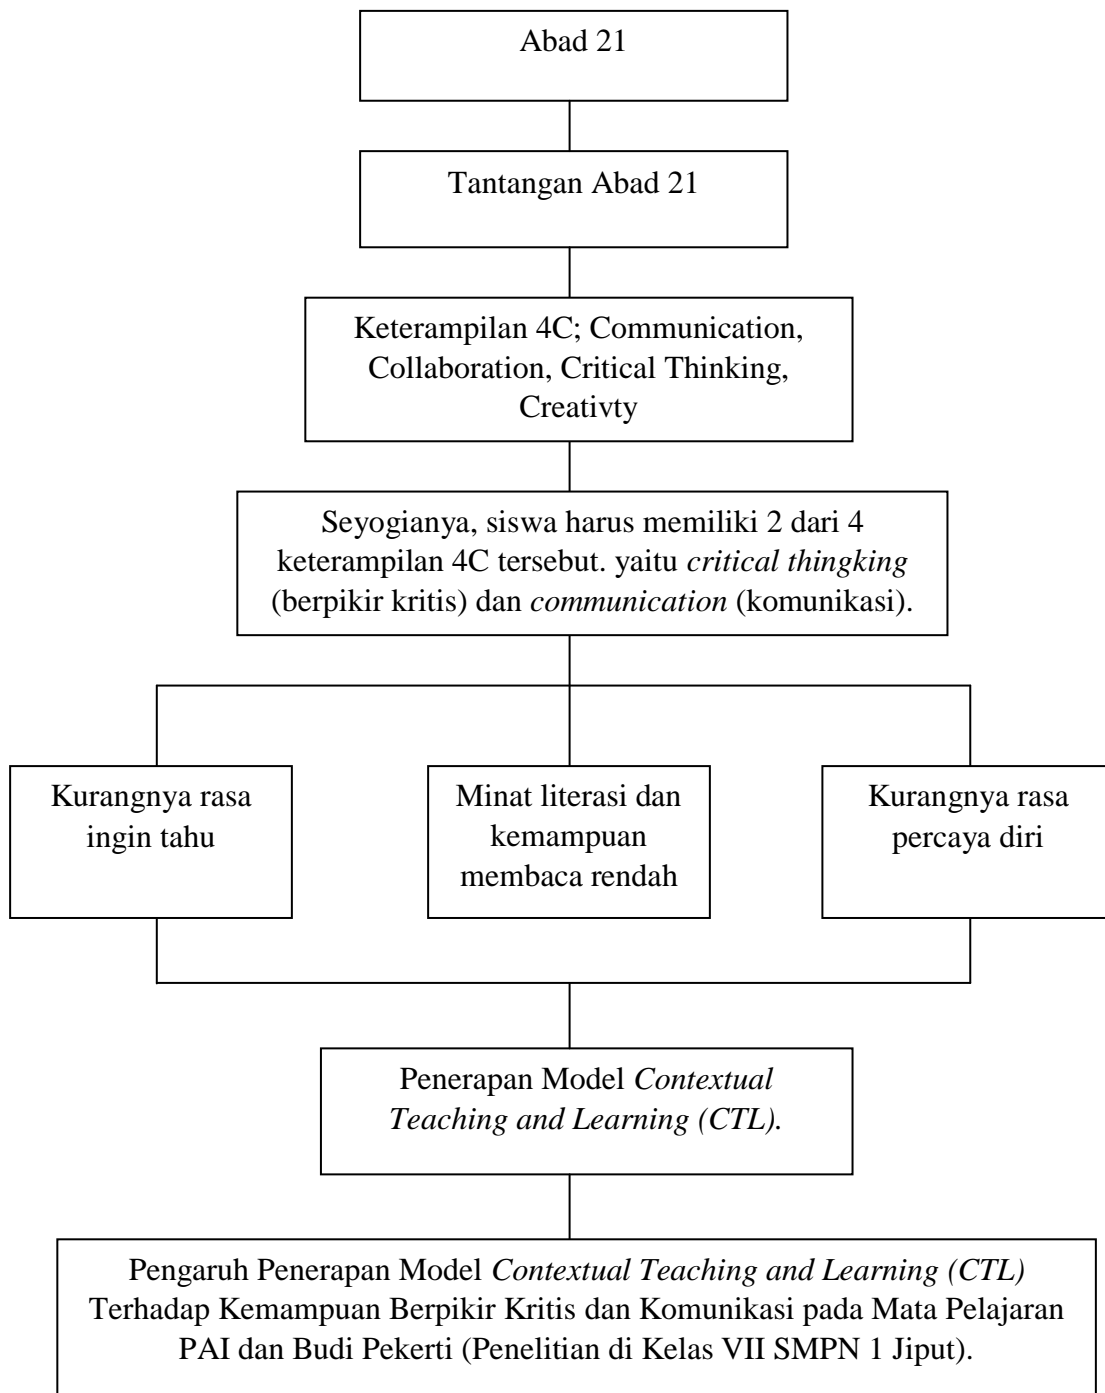 Abad 21
Tantangan Abad 21
Keterampilan 4C; Communication,
Collaboration, Critical Thinking,
Creativty
Seyogianya, siswa harus memiliki 2 dari 4
keterampilan 4C tersebut. yaitu critical thingking
(berpikir kritis) dan communication (komunikasi).
Kurangnya rasa
ingin tahu
Minat literasi dan
kemampuan
membaca rendah
Kurangnya rasa
percaya diri
Penerapan Model Contextual
Teaching and Learning (CTL).
Pengaruh Penerapan Model Contextual Teaching and Learning (CTL)
Terhadap Kemampuan Berpikir Kritis dan Komunikasi pada Mata Pelajaran
PAI dan Budi Pekerti (Penelitian di Kelas VII SMPN 1 Jiput).